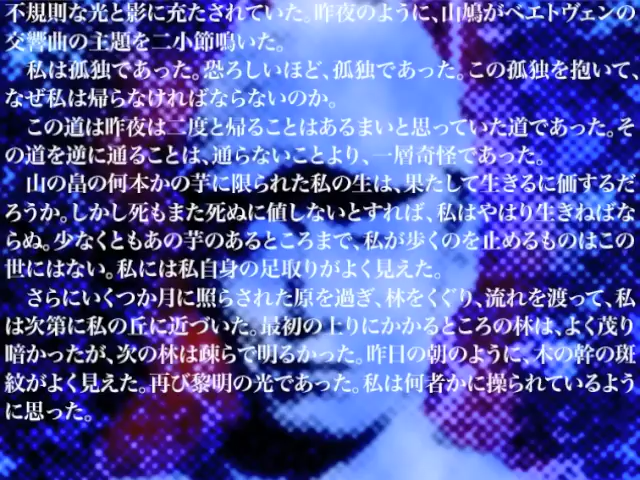 不規則な光と影に充たされていた。昨夜のように、山鳩がベエトヴェンの
交響曲の主題を二小節鳴いた。
　私は孤独であった。恐ろしいほど、孤独であった。この孤独を抱いて、
なぜ私は帰らなければならないのか。
　この道は昨夜は二度と帰ることはあるまいと思っていた道であった。そ
の道を逆に通ることは、通らないことより、一層奇怪であった。
　山の畠の何本かの芋に限られた私の生は、果たして生きるに価するだ
ろうか。しかし死もまた死ぬに値しないとすれば、私はやはり生きねばな
らぬ。少なくともあの芋のあるところまで、私が歩くのを止めるものはこの
世にはない。私には私自身の足取りがよく見えた。
　さらにいくつか月に照らされた原を過ぎ、林をくぐり、流れを渡って、私
は次第に私の丘に近づいた。最初の上りにかかるところの林は、よく茂り
暗かったが、次の林は疎らで明るかった。昨日の朝のように、木の幹の斑
紋がよく見えた。再び黎明の光であった。私は何者かに操られているよう
に思った。